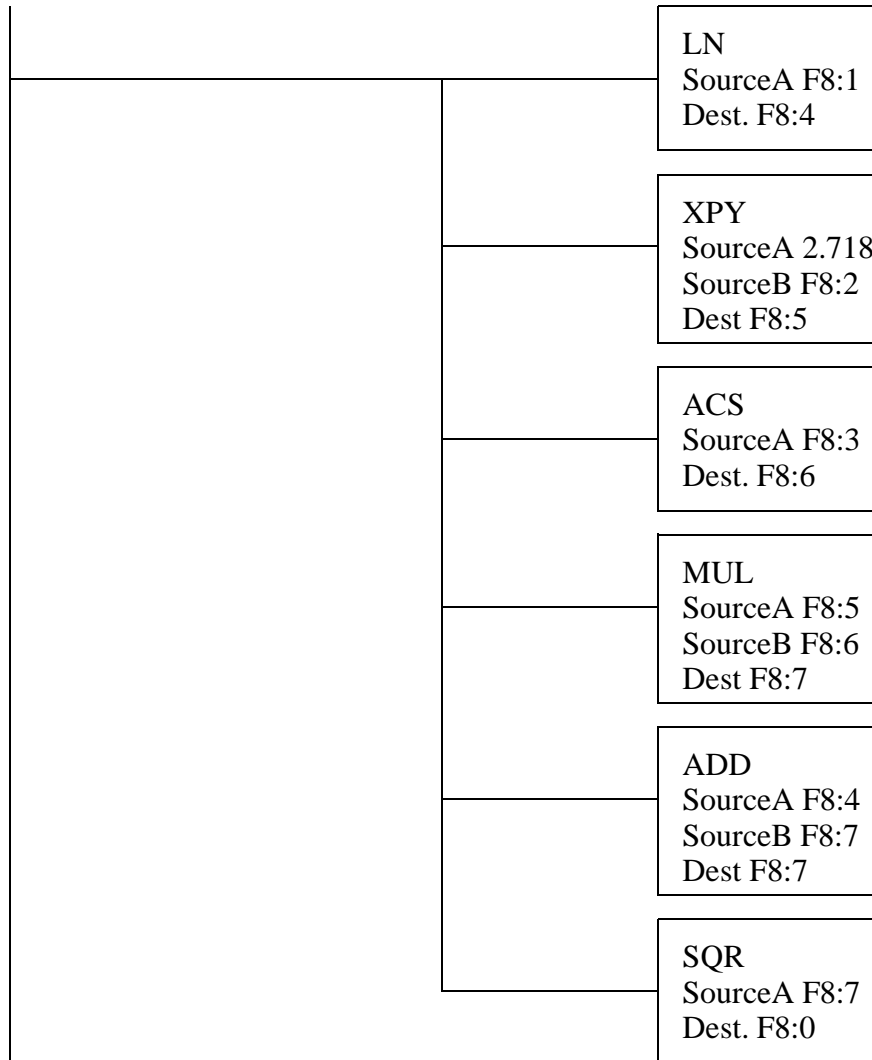 LN
SourceA F8:1
Dest. F8:4
XPY
SourceA 2.718
SourceB F8:2
Dest F8:5
ACS
SourceA F8:3
Dest. F8:6
MUL
SourceA F8:5
SourceB F8:6
Dest F8:7
ADD
SourceA F8:4
SourceB F8:7
Dest F8:7
SQR
SourceA F8:7
Dest. F8:0